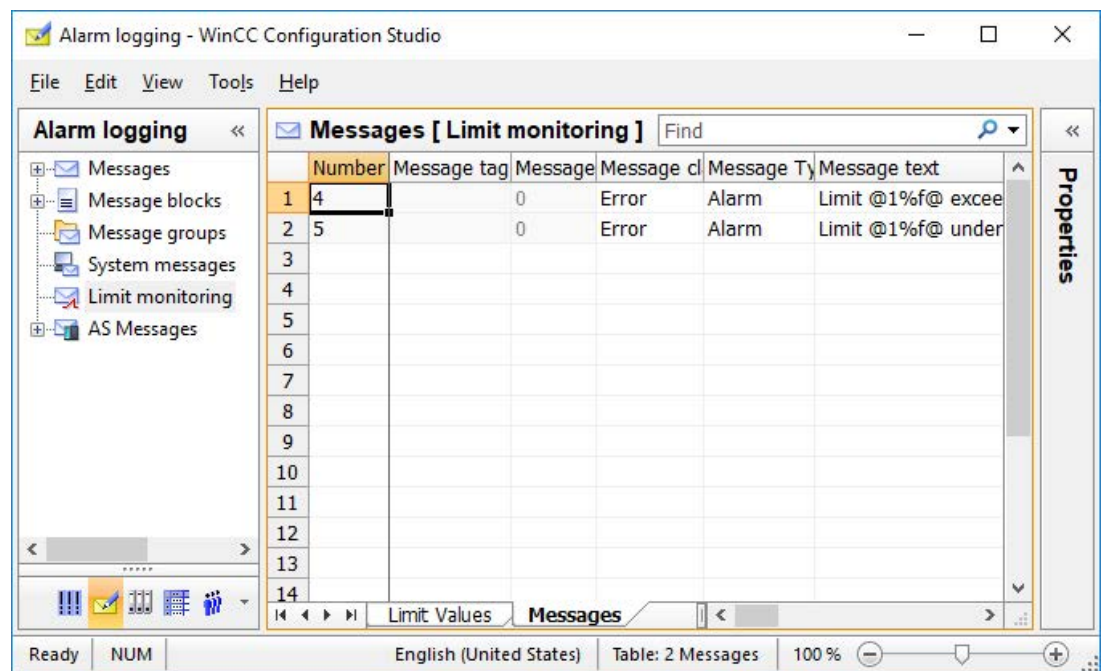 Alarm logging - WinCC Configuration Studio
File Edit View Tools Help
Alarm logging «
Messages
Message blocks
Message groups
System messages
Limit monitoring
AS Messages
Messages [ Limit monitoring ] Find
Number Message tag Message Message cl Message Ty Message text
1 4 0 Error Alarm Limit @1%f@ excee
2 5 0 Error Alarm Limit @1%f@ under
3
4
5
6
7
8
9
10
11
12
13
14
Limit Values Messages
«
Properties
Ready NUM English (United States) Table: 2 Messages 100 %